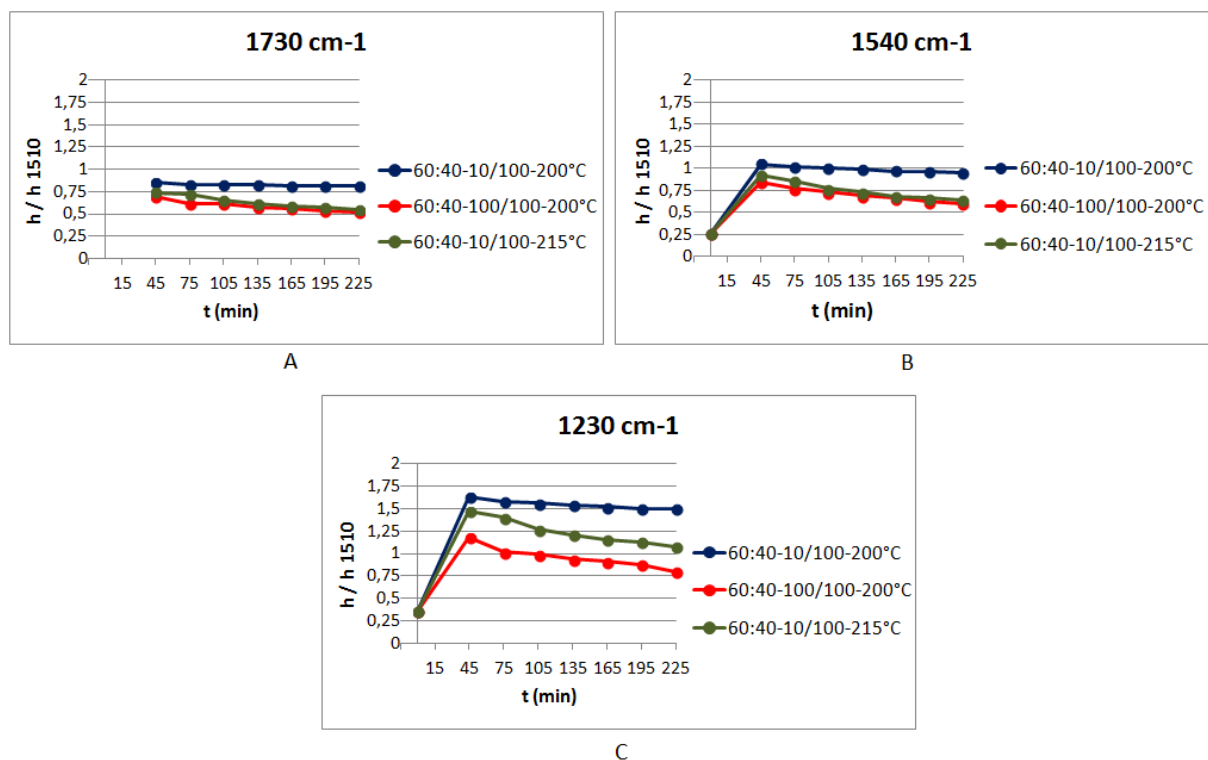 1730 cm-1
h / h 1510
2
1,75
1,5
1,25
1
0,75
0,5
0,25
0
15 45 75 105 135 165 195 225
t (min)
60:40-10/100-200°C
60:40-100/100-200°C
60:40-10/100-215°C
A
1540 cm-1
h / h 1510
2
1,75
1,5
1,25
1
0,75
0,5
0,25
0
15 45 75 105 135 165 195 225
t (min)
60:40-10/100-200°C
60:40-100/100-200°C
60:40-10/100-215°C
B
1230 cm-1
h / h 1510
2
1,75
1,5
1,25
1
0,75
0,5
0,25
0
15 45 75 105 135 165 195 225
t (min)
60:40-10/100-200°C
60:40-100/100-200°C
60:40-10/100-215°C
C